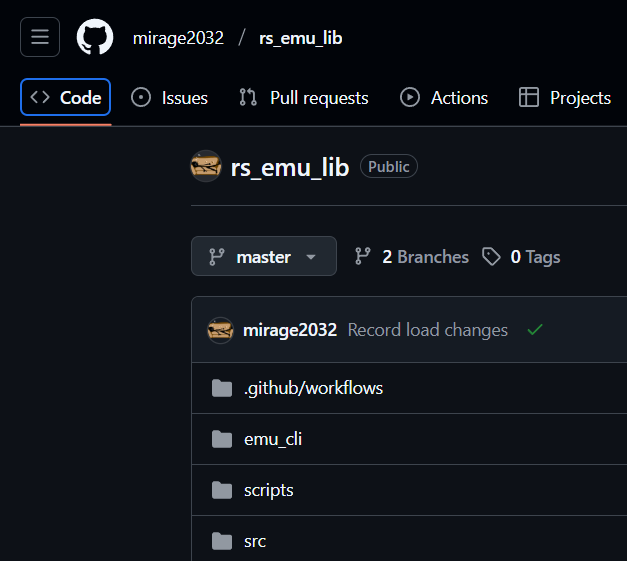 mirage2032 / rs_emu_lib
Code Issues Pull requests Actions Projects
rs_emu_lib Public
master 2 Branches 0 Tags
mirage2032 Record load changes
.github/workflows
emu_cli
scripts
src